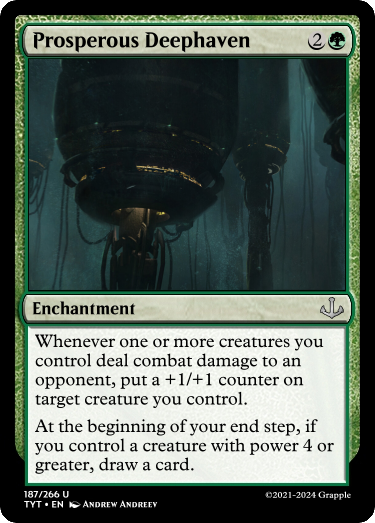 Prosperous Deephaven 2
Enchantment
Whenever one or more creatures you
control deal combat damage to an
opponent, put a +1/+1 counter on
target creature you control.
At the beginning of your end step, if
you control a creature with power 4 or
greater, draw a card.
187/266 U
TYT • EN Andrew Andreev ©2021-2024 Grapple